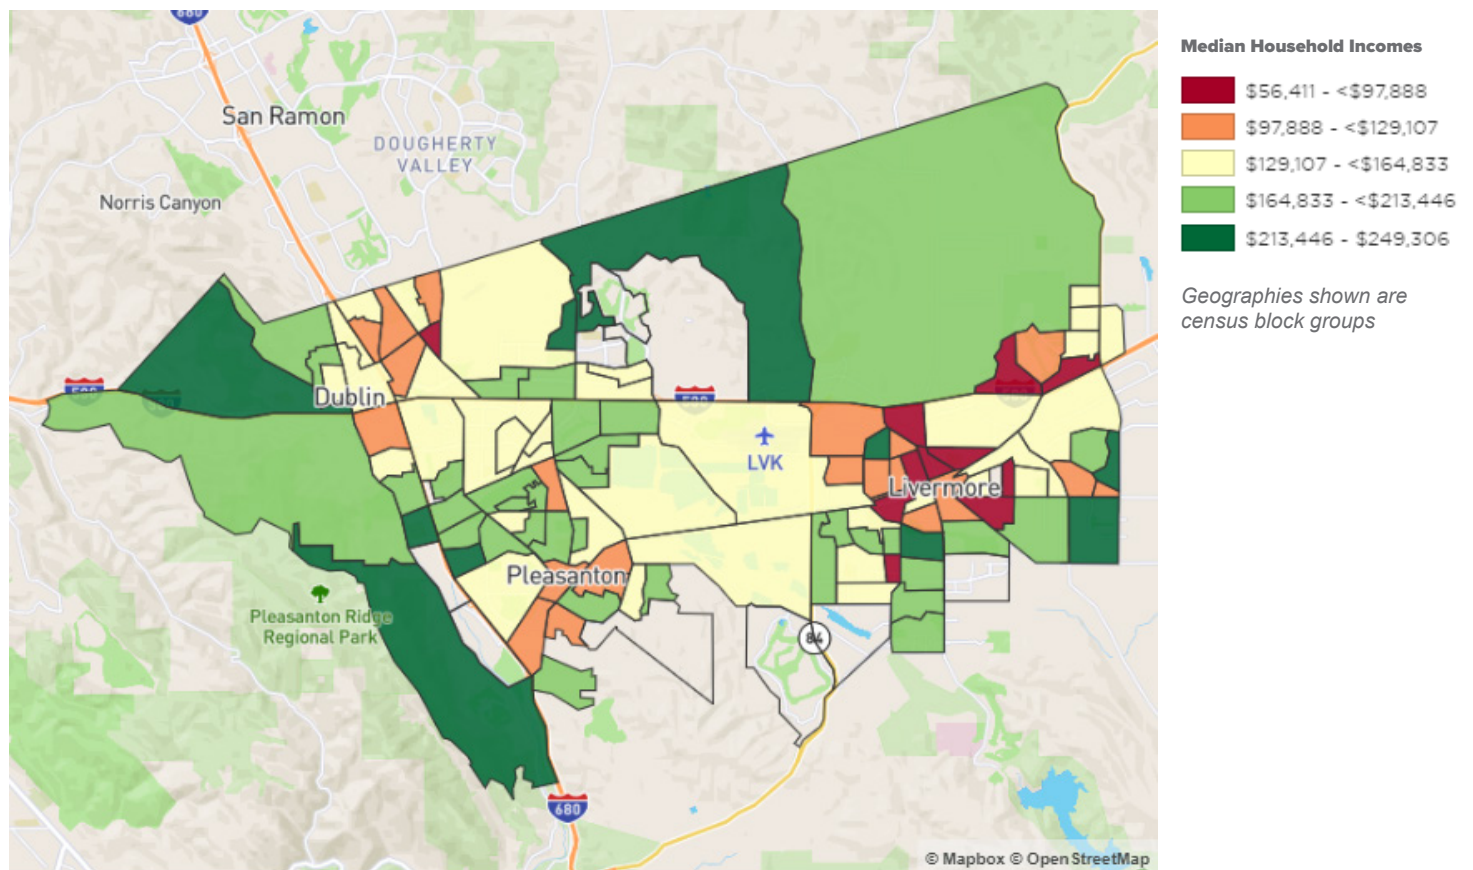 680
San Ramon
DOUGHERTY
VALLEY
Norris Canyon
Dublin
LVK
Livermore
Pleasanton
Pleasanton Ridge
Regional Park
84
680
© Mapbox © OpenStreetMap
Median Household Incomes
$56,411 - <$97,888
$97,888 - <$129,107
$129,107 - <$164,833
$164,833 - <$213,446
$213,446 - $249,306
Geographies shown are
census block groups